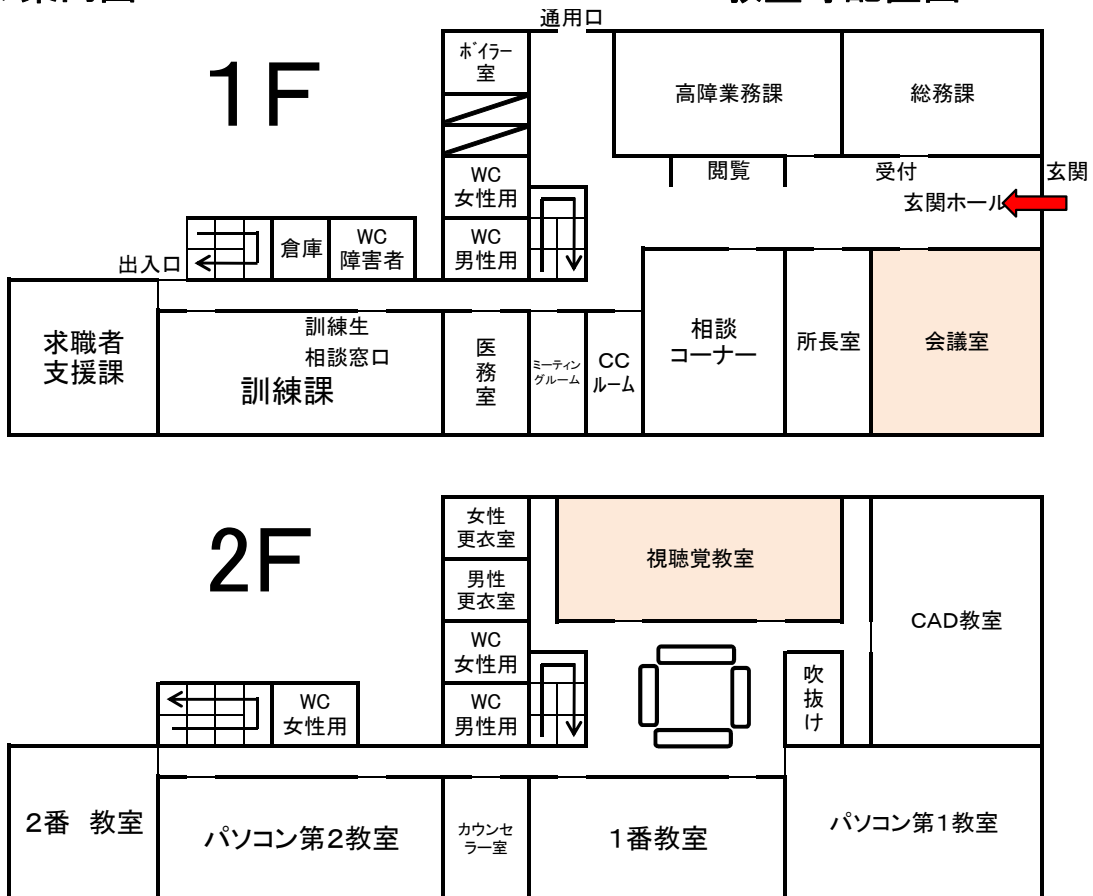 通用口
1F
ﾎﾞｲﾗｰ
室
高障業務課
総務課
WC
女性用
閲覧
受付
玄関
玄関ホール
WC
男性用
倉庫
WC
障害者
出入口
求職者
支援課
訓練生
相談窓口
訓練課
医
務
室
ミーティン
グルーム
CC
ルーム
相談
コーナー
所長室
会議室
2F
女性
更衣室
男性
更衣室
視聴覚教室
CAD教室
WC
女性用
WC
男性用
WC
女性用
吹
抜
け
2番 教室
パソコン第2教室
カウンセ
ラー室
1番教室
パソコン第1教室